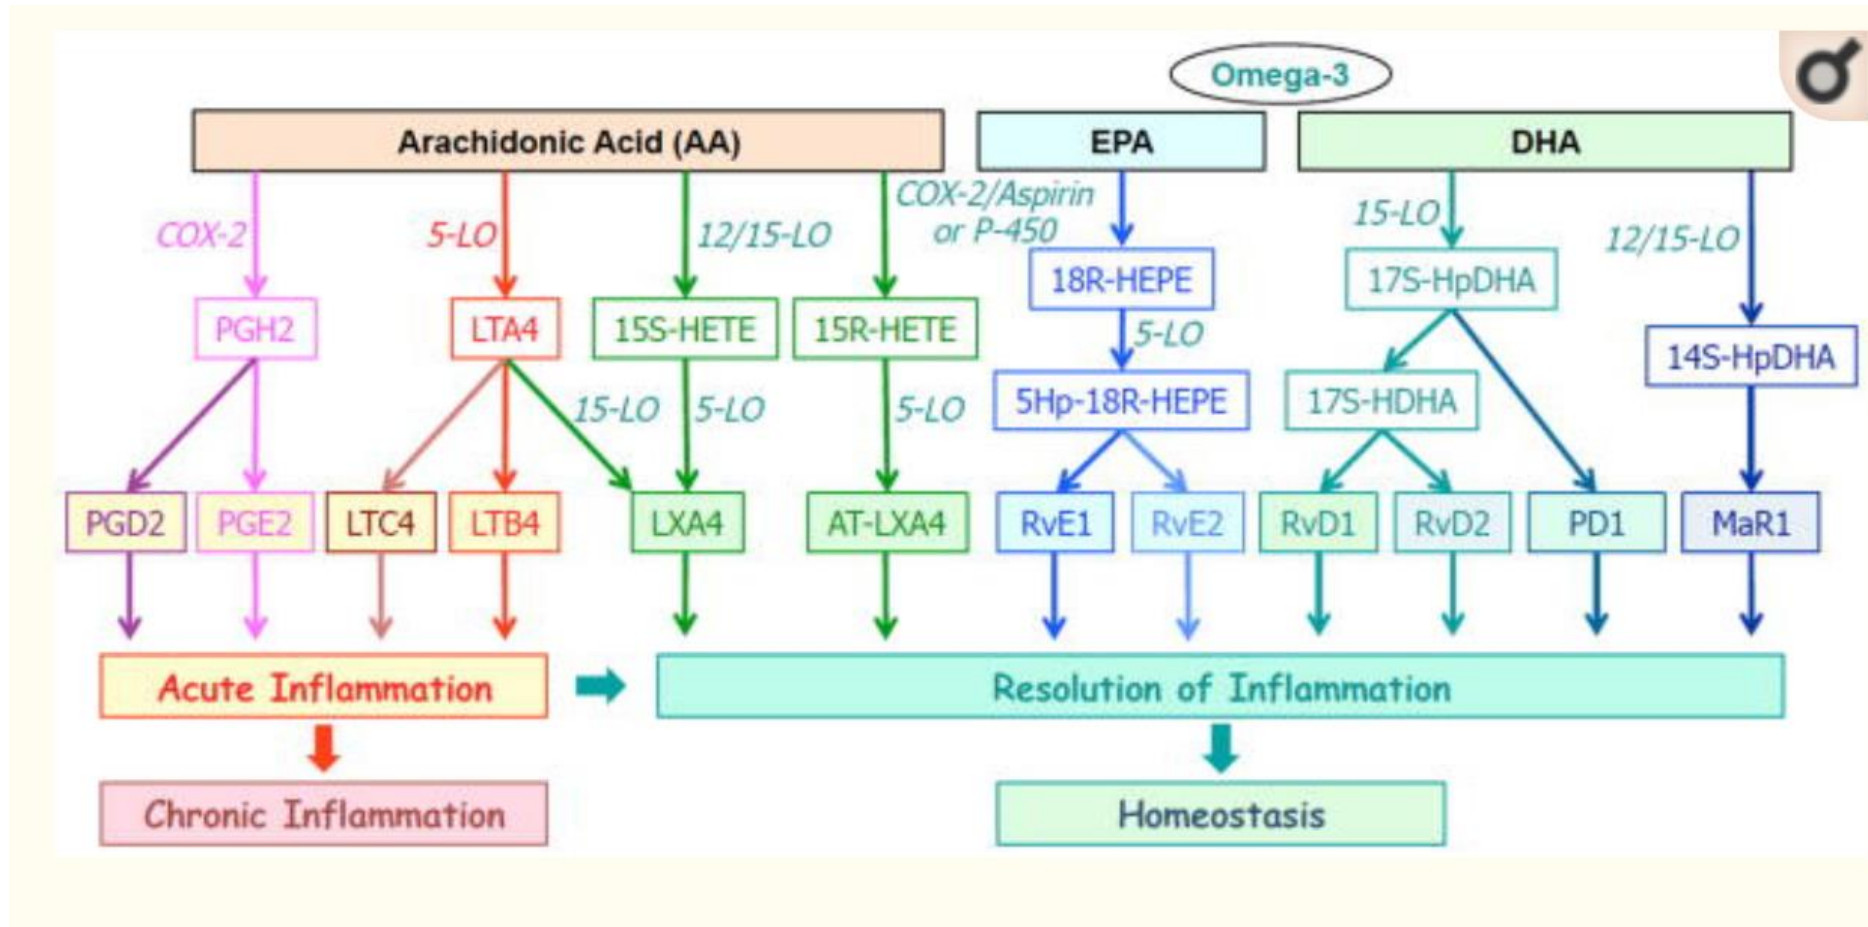 Omega-3
Arachidonic Acid (AA)
EPA
DHA
COX-2
5-LO
12/15-LO
COX-2/Aspirin
or P-450
15-LO
12/15-LO
18R-HEPE
17S-HpDHA
PGH2
LTA4
15S-HETE
15R-HETE
5-LO
14S-HpDHA
15-LO
5-LO
5-LO
5Hp-18R-HEPE
17S-HDHA
PGD2
PGE2
LTC4
LTB4
LXA4
AT-LXA4
RvE1
RvE2
RvD1
RvD2
PD1
MaR1
Acute Inflammation
Resolution of Inflammation
Chronic Inflammation
Homeostasis